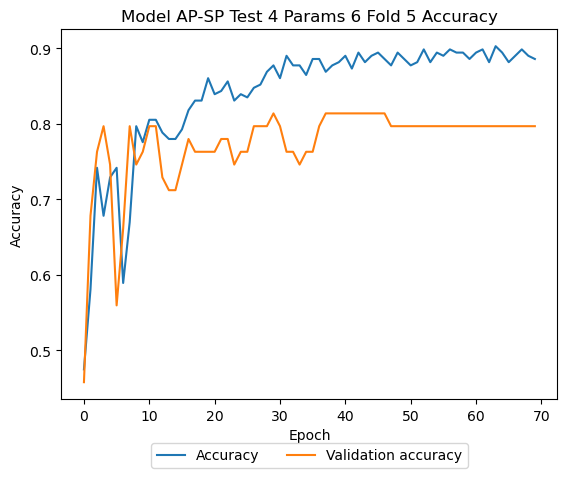 Model AP-SP Test 4 Params 6 Fold 5 Accuracy
0.9
0.8
0.7
0.6
0.5
Accuracy
0 10 20 30 40 50 60 70
Epoch
Accuracy Validation accuracy